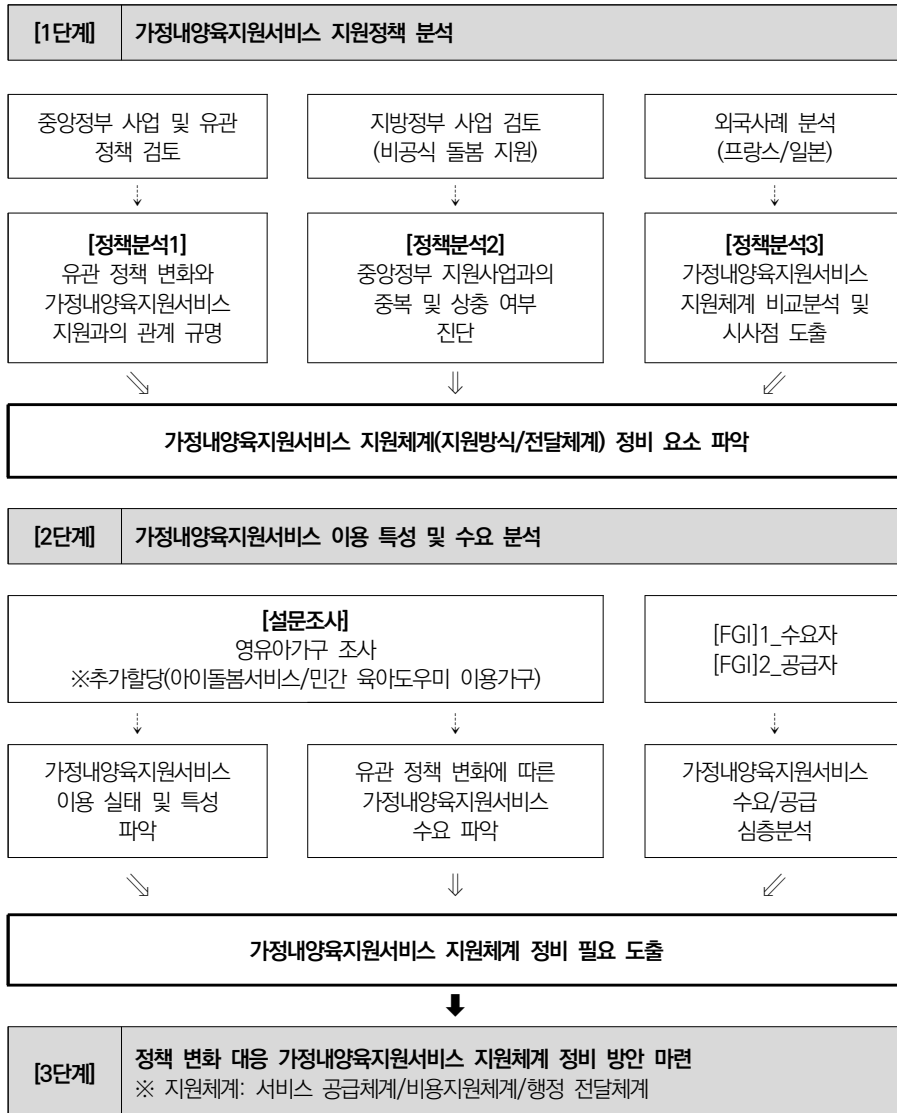 [1단계] 가정내양육지원서비스 지원정책 분석
중앙정부 사업 및 유관
정책 검토
지방정부 사업 검토
(비공식 돌봄 지원)
외국사례 분석
(프랑스/일본)
[정책분석1]
유관 정책 변화와
가정내양육지원서비스
지원과의 관계 규명
[정책분석2]
중앙정부 지원사업과의
중복 및 상충 여부
진단
[정책분석3]
가정내양육지원서비스
지원체계 비교분석 및
시사점 도출
가정내양육지원서비스 지원체계(지원방식/전달체계) 정비 요소 파악
[2단계] 가정내양육지원서비스 이용 특성 및 수요 분석
[설문조사]
영유아가구 조사
※추가할당(아이돌봄서비스/민간 육아도우미 이용가구)
[FGI]1_수요자
[FGI]2_공급자
가정내양육지원서비스
이용 실태 및 특성
파악
유관 정책 변화에 따른
가정내양육지원서비스
수요 파악
가정내양육지원서비스
수요/공급
심층분석
가정내양육지원서비스 지원체계 정비 필요 도출
[3단계] 정책 변화 대응 가정내양육지원서비스 지원체계 정비 방안 마련
※ 지원체계: 서비스 공급체계/비용지원체계/행정 전달체계